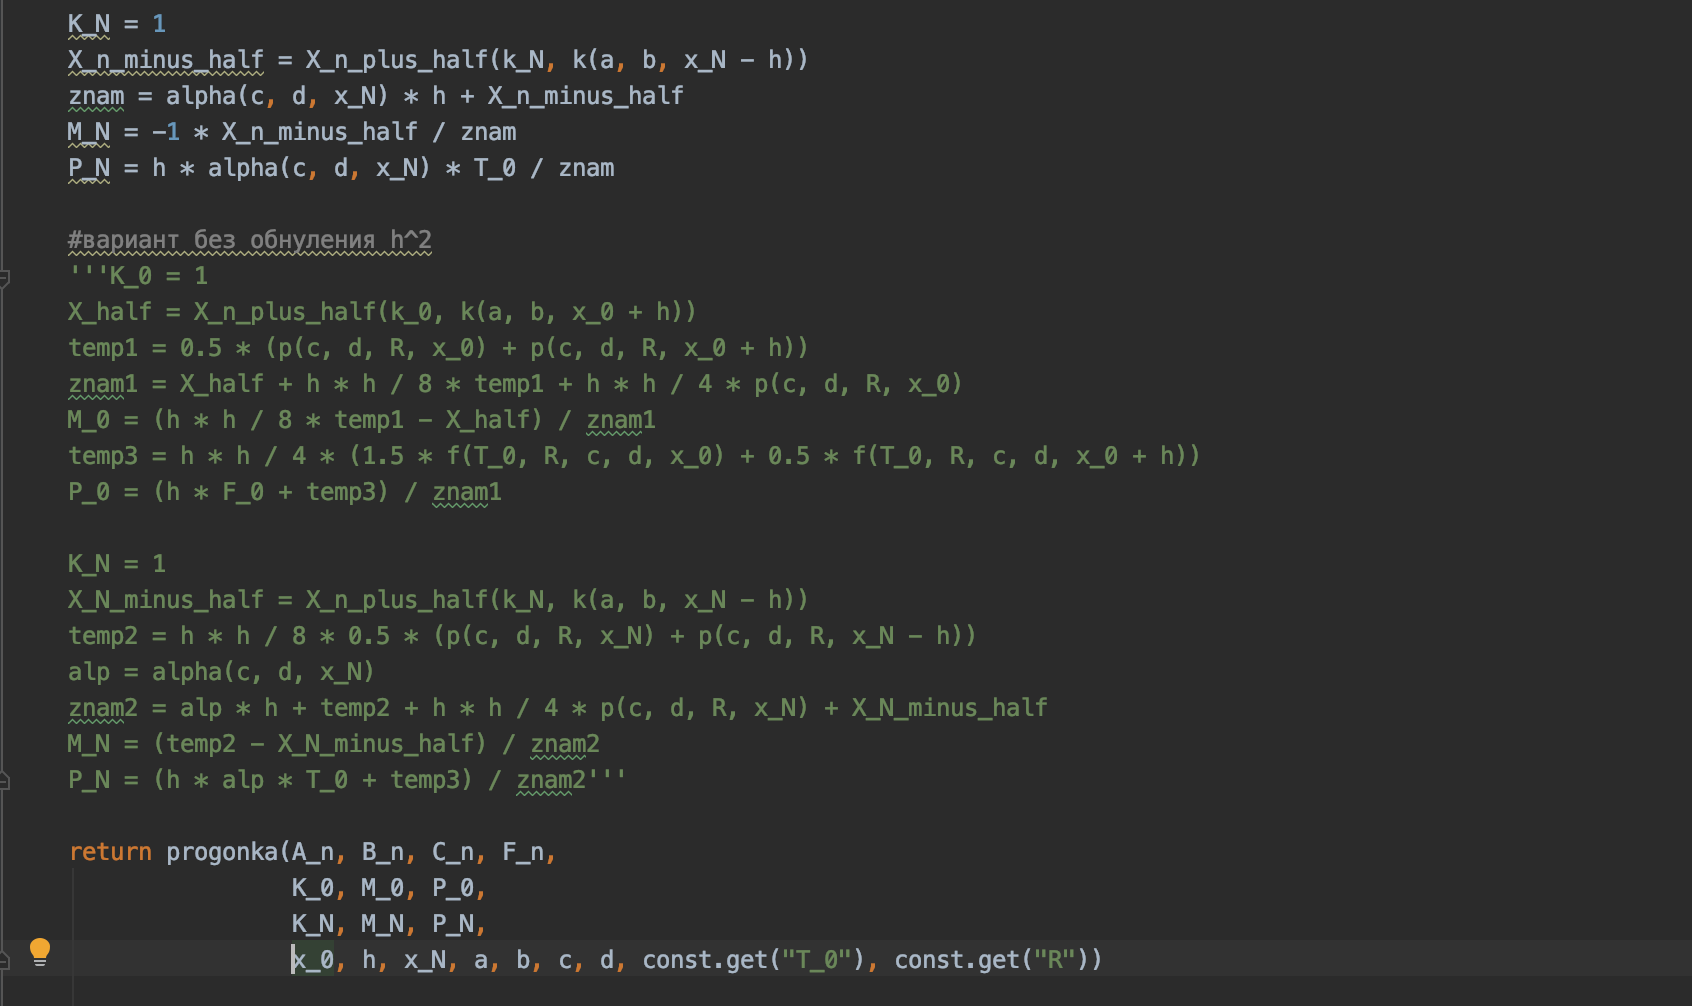 K_N = 1
X_n_minus_half = X_n_plus_half(k_N, k(a, b, x_N - h))
znam = alpha(c, d, x_N) * h + X_n_minus_half
M_N = -1 * X_n_minus_half / znam
P_N = h * alpha(c, d, x_N) * T_0 / znam
#вариант без обнуления h^2
'''K_0 = 1
X_half = X_n_plus_half(k_0, k(a, b, x_0 + h))
temp1 = 0.5 * (p(c, d, R, x_0) + p(c, d, R, x_0 + h))
znam1 = X_half + h * h / 8 * temp1 + h * h / 4 * p(c, d, R, x_0)
M_0 = (h * h / 8 * temp1 - X_half) / znam1
temp3 = h * h / 4 * (1.5 * f(T_0, R, c, d, x_0) + 0.5 * f(T_0, R, c, d, x_0 + h))
P_0 = (h * F_0 + temp3) / znam1
K_N = 1
X_N_minus_half = X_n_plus_half(k_N, k(a, b, x_N - h))
temp2 = h * h / 8 * 0.5 * (p(c, d, R, x_N) + p(c, d, R, x_N - h))
alp = alpha(c, d, x_N)
znam2 = alp * h + temp2 + h * h / 4 * p(c, d, R, x_N) + X_N_minus_half
M_N = (temp2 - X_N_minus_half) / znam2
P_N = (h * alp * T_0 + temp3) / znam2'''
return progonka(A_n, B_n, C_n, F_n,
K_0, M_0, P_0,
K_N, M_N, P_N,
x_0, h, x_N, a, b, c, d, const.get("T_0"), const.get("R"))